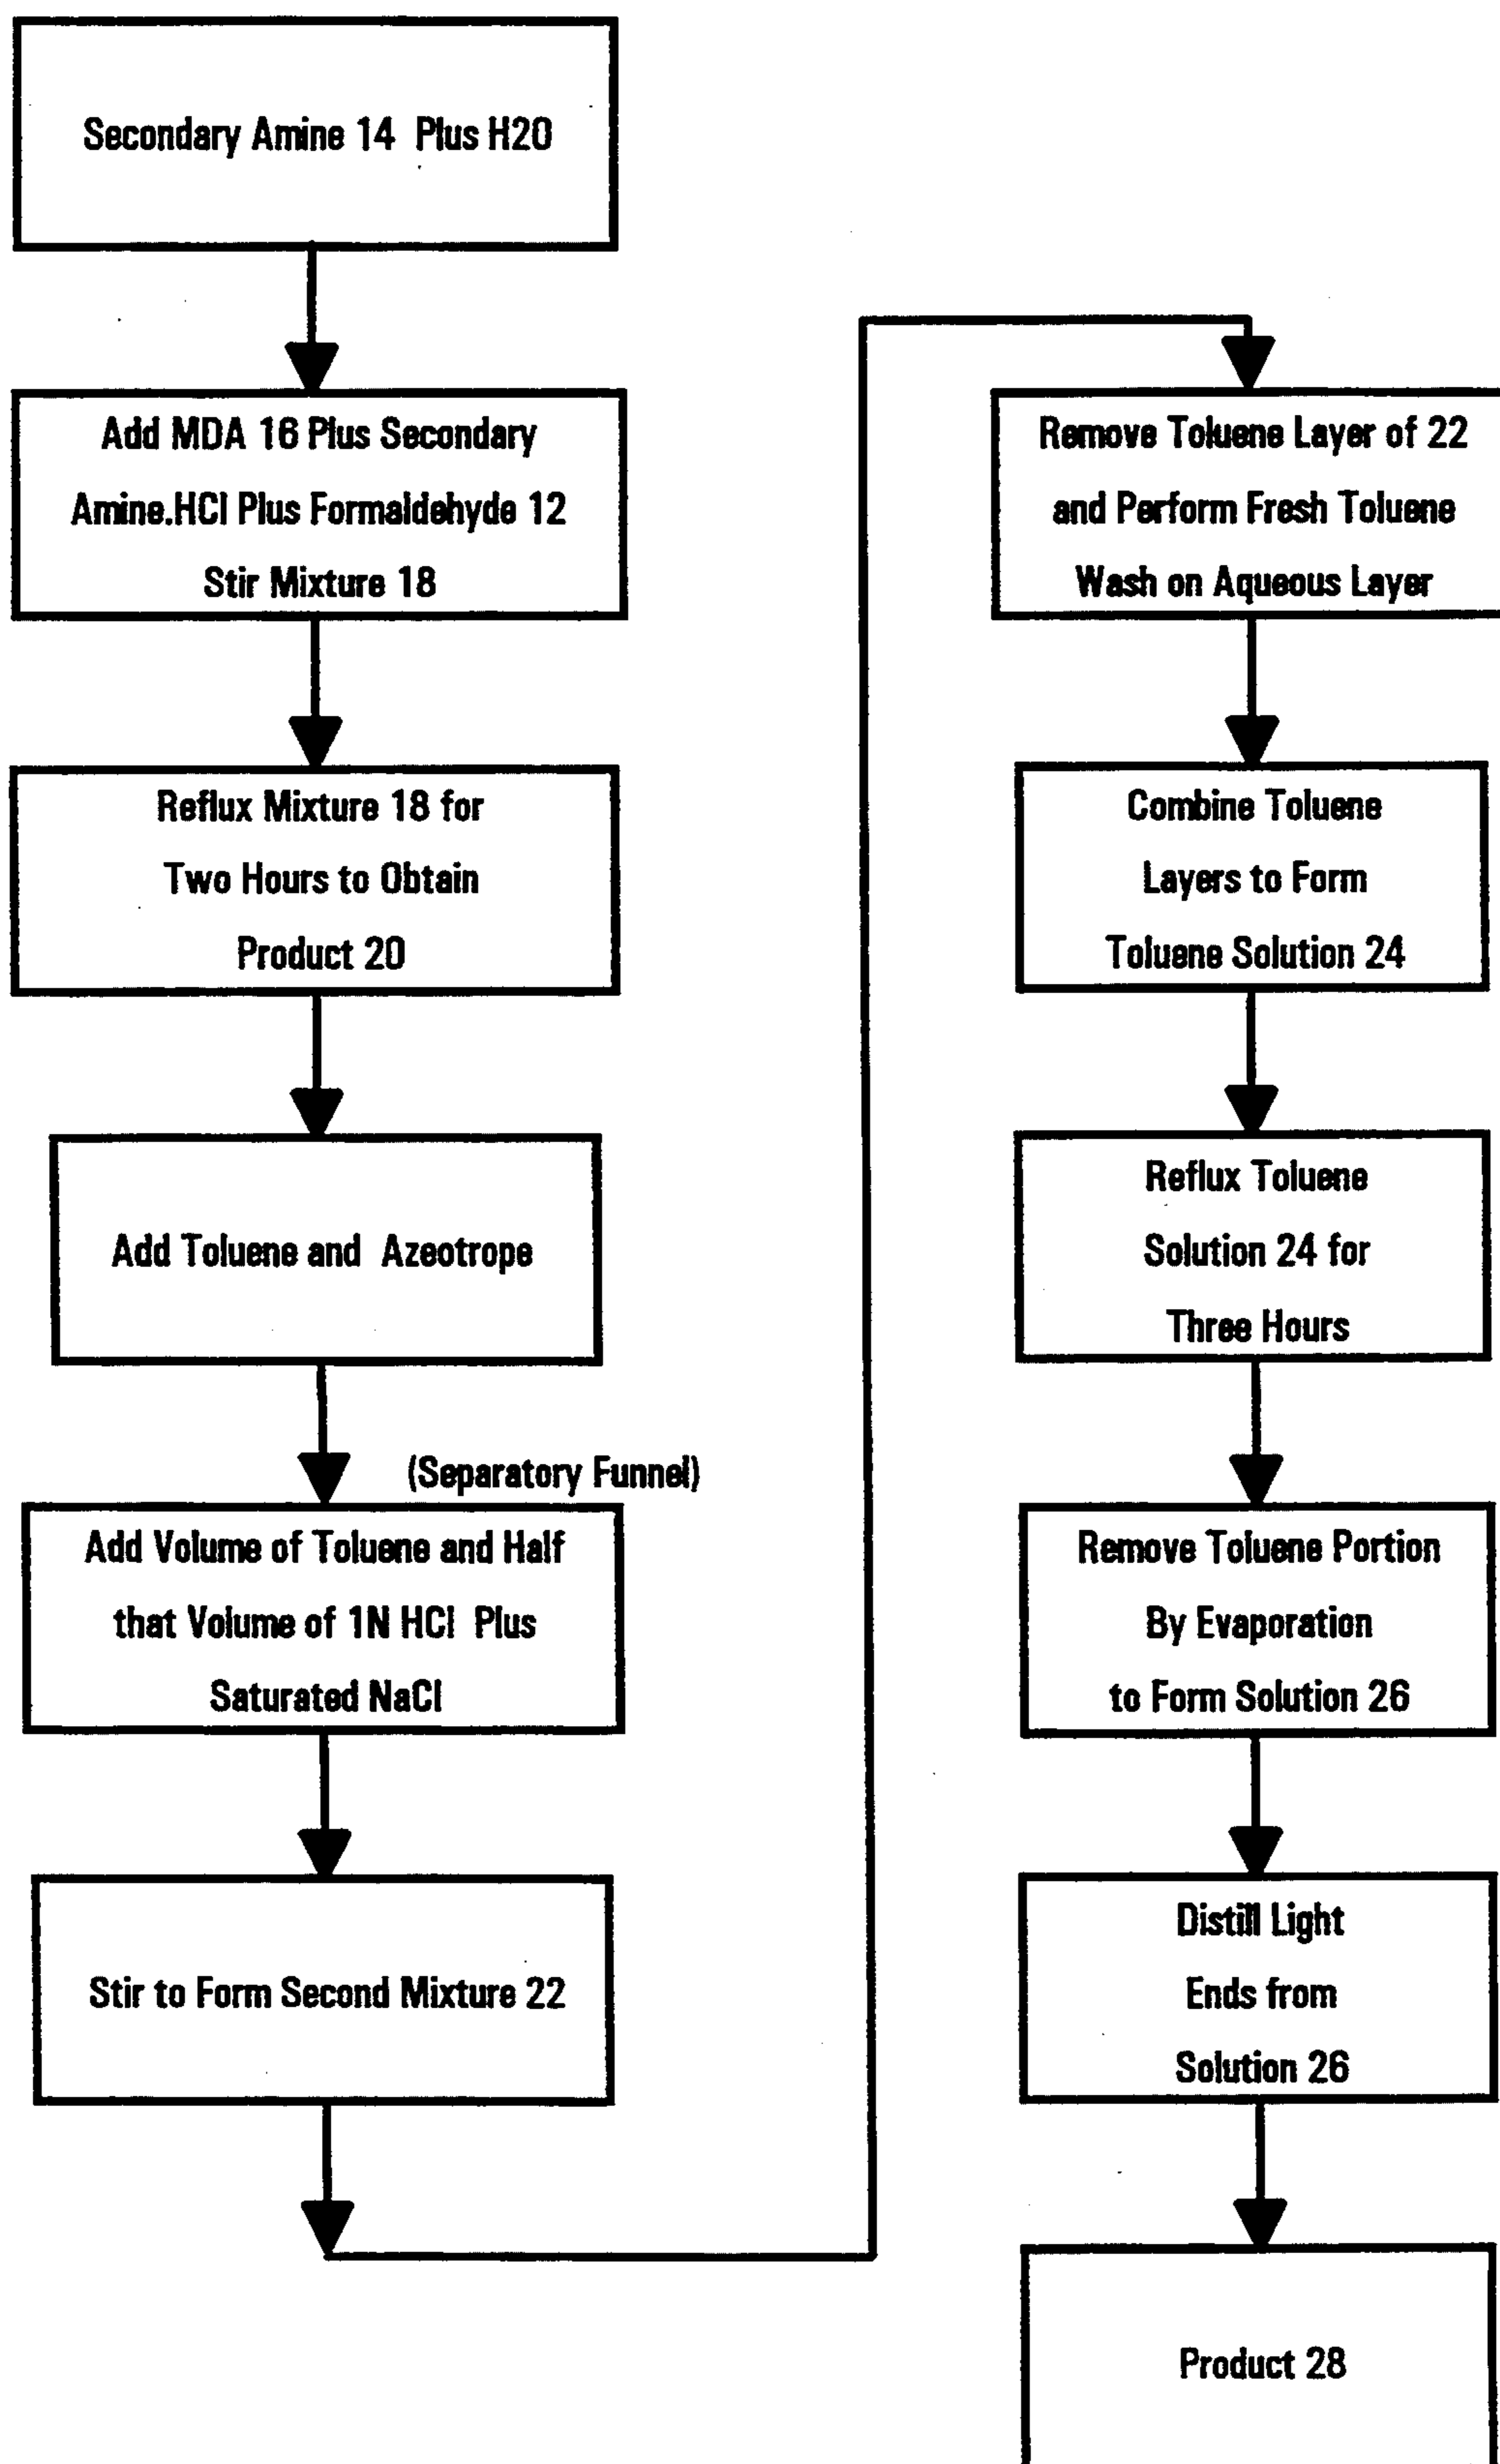 Secondary Amine 14 Plus H20
Add MDA 16 Plus Secondary
Amine.HCl Plus Formaldehyde 12
Stir Mixture 18
Reflux Mixture 18 for
Two Hours to Obtain
Product 20
Add Toluene and Azeotrope
(Separatory Funnel)
Add Volume of Toluene and Half
that Volume of 1N HCl Plus
Saturated NaCl
Stir to Form Second Mixture 22
Remove Toluene Layer of 22
and Perform Fresh Toluene
Wash on Aqueous Layer
Combine Toluene
Layers to Form
Toluene Solution 24
Reflux Toluene
Solution 24 for
Three Hours
Remove Toluene Portion
By Evaporation
to Form Solution 26
Distill Light
Ends from
Solution 26
Product 28